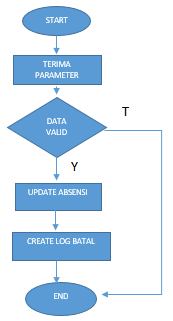 START
TERIMA
PARAMETER
DATA
VALID
T
Y
UPDATE ABSENSI
CREATE LOG BATAL
END